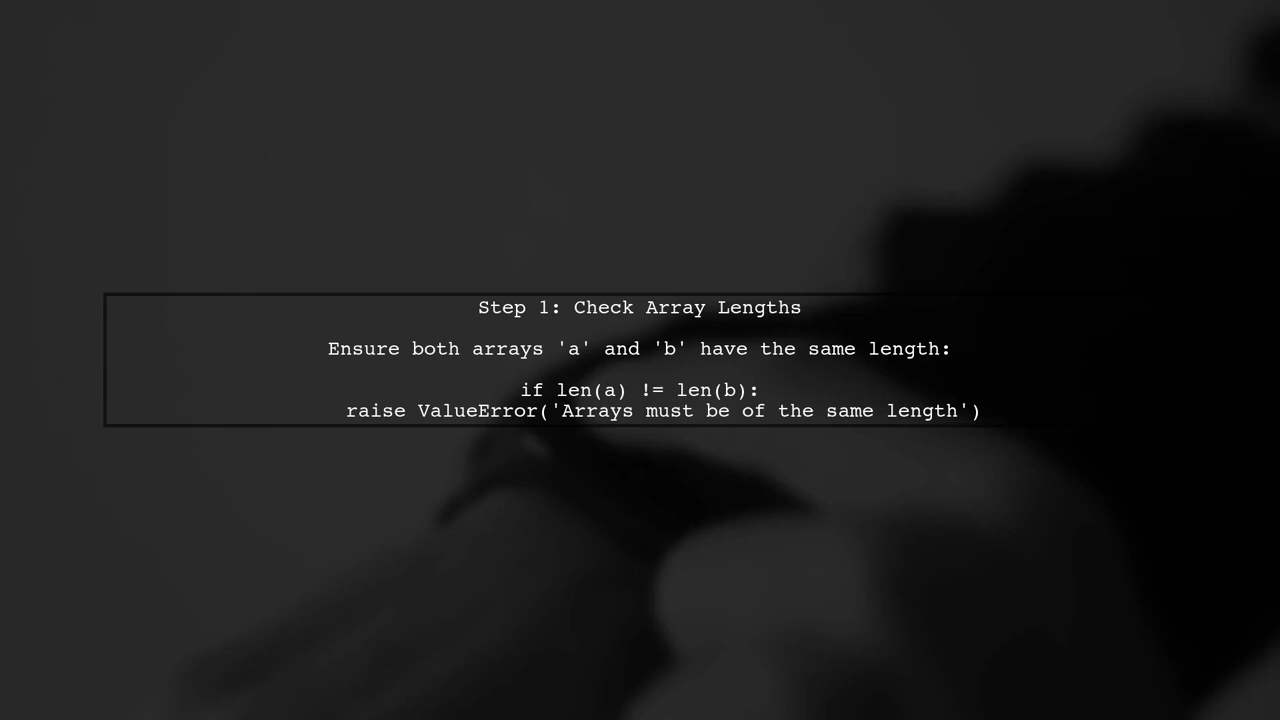 Step 1: Check Array Lengths
Ensure both arrays 'a' and 'b' have the same length:
if len(a) != len(b):
raise ValueError('Arrays must be of the same length')